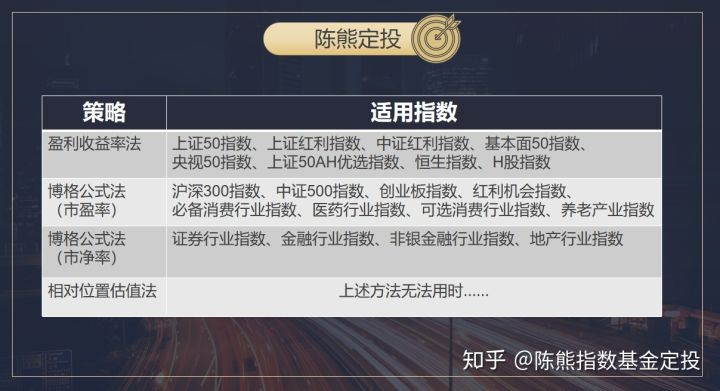 陈熊定投
策略
适用指数
盈利收益率法
上证50指数、上证红利指数、中证红利指数、基本面50指数、
央视50指数、上证50AH优选指数、恒生指数、H股指数
博格公式法
（市盈率）
沪深300指数、中证500指数、创业板指数、红利机会指数、
必备消费行业指数、医药行业指数、可选消费行业指数、养老产业指数
博格公式法
（市净率）
证券行业指数、金融行业指数、非银金融行业指数、地产行业指数
相对位置估值法
上述方法无法用时......
知乎 @陈熊指数基金定投